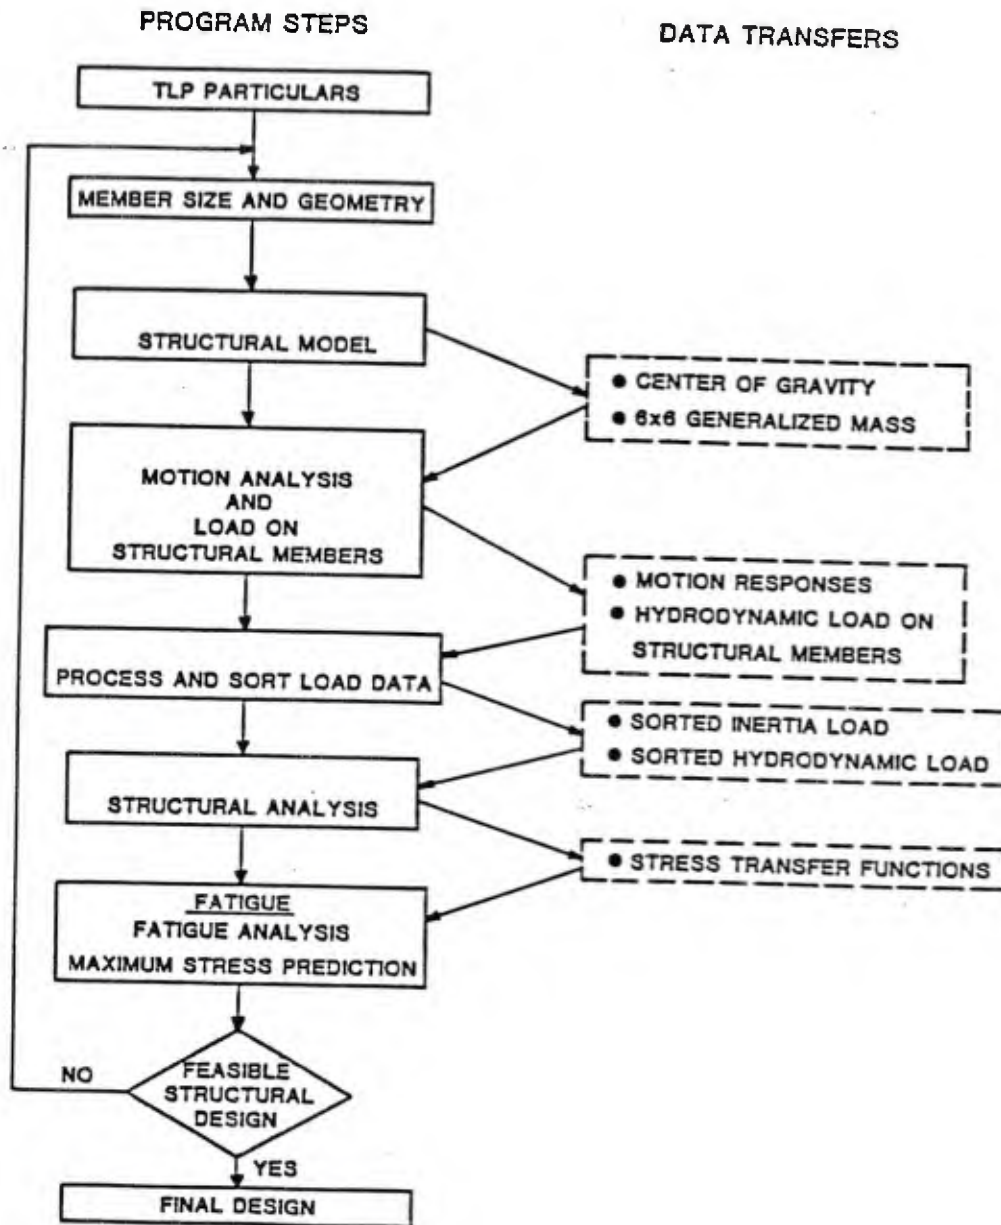 PROGRAM STEPS
DATA TRANSFERS
TLP PARTICULARS
MEMBER SIZE AND GEOMETRY
STRUCTURAL MODEL
● CENTER OF GRAVITY
● 6x6 GENERALIZED MASS
MOTION ANALYSIS
AND
LOAD ON
STRUCTURAL MEMBERS
● MOTION RESPONSES
● HYDRODYNAMIC LOAD ON
STRUCTURAL MEMBERS
PROCESS AND SORT LOAD DATA
● SORTED INERTIA LOAD
● SORTED HYDRODYNAMIC LOAD
STRUCTURAL ANALYSIS
● STRESS TRANSFER FUNCTIONS
FATIGUE
FATIGUE ANALYSIS
MAXIMUM STRESS PREDICTION
FEASIBLE
STRUCTURAL
DESIGN
NO
YES
FINAL DESIGN